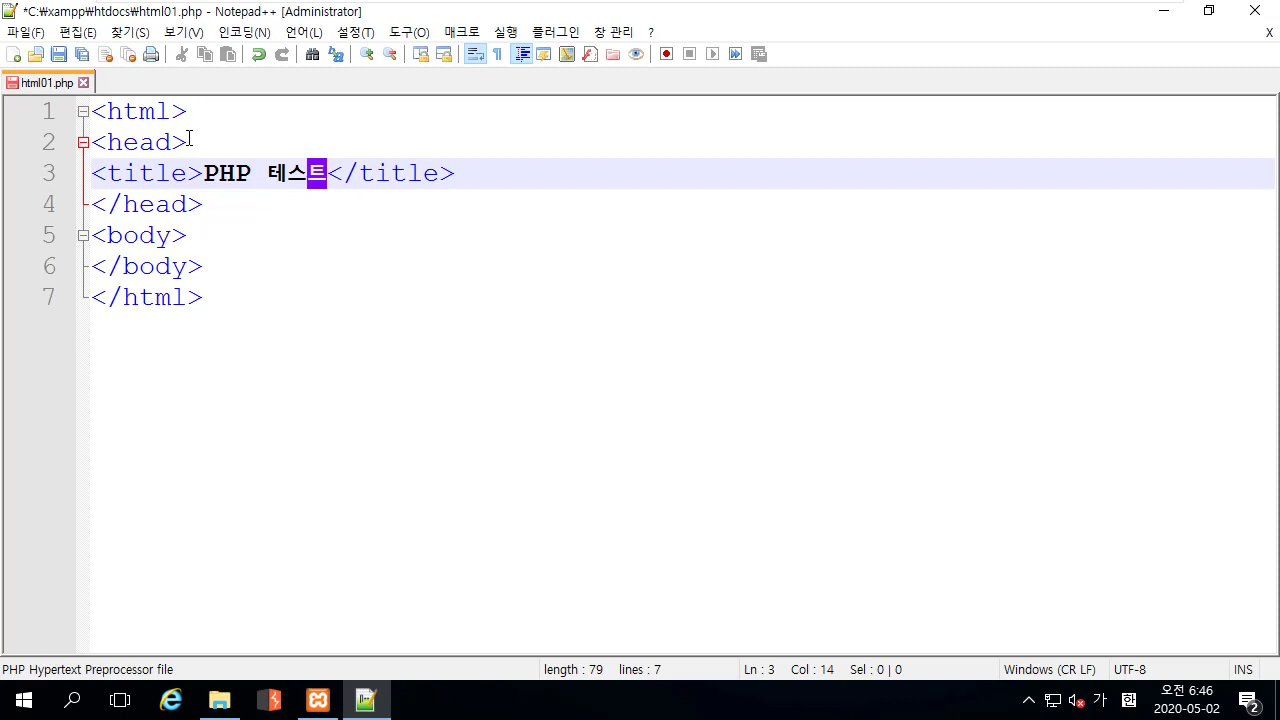 *C:₩xampp₩htdocs₩html01.php - Notepad++ [Administrator]
파일(F) 편집(E) 찾기(S) 보기(V) 인코딩(N) 언어(L) 설정(T) 도구(O) 매크로 실행 플러그인 창 관리 ? X
html01.php
1 <html>
2 <head>
3 <title>PHP 테스트</title>
4 </head>
5 <body>
6 </body>
7 </html>
PHP Hypertext Preprocessor file length : 79 lines : 7 Ln : 3 Col : 14 Sel : 0 | 0 Windows (CR LF) UTF-8 INS
가 한 오전 6:46
2020-05-02 2